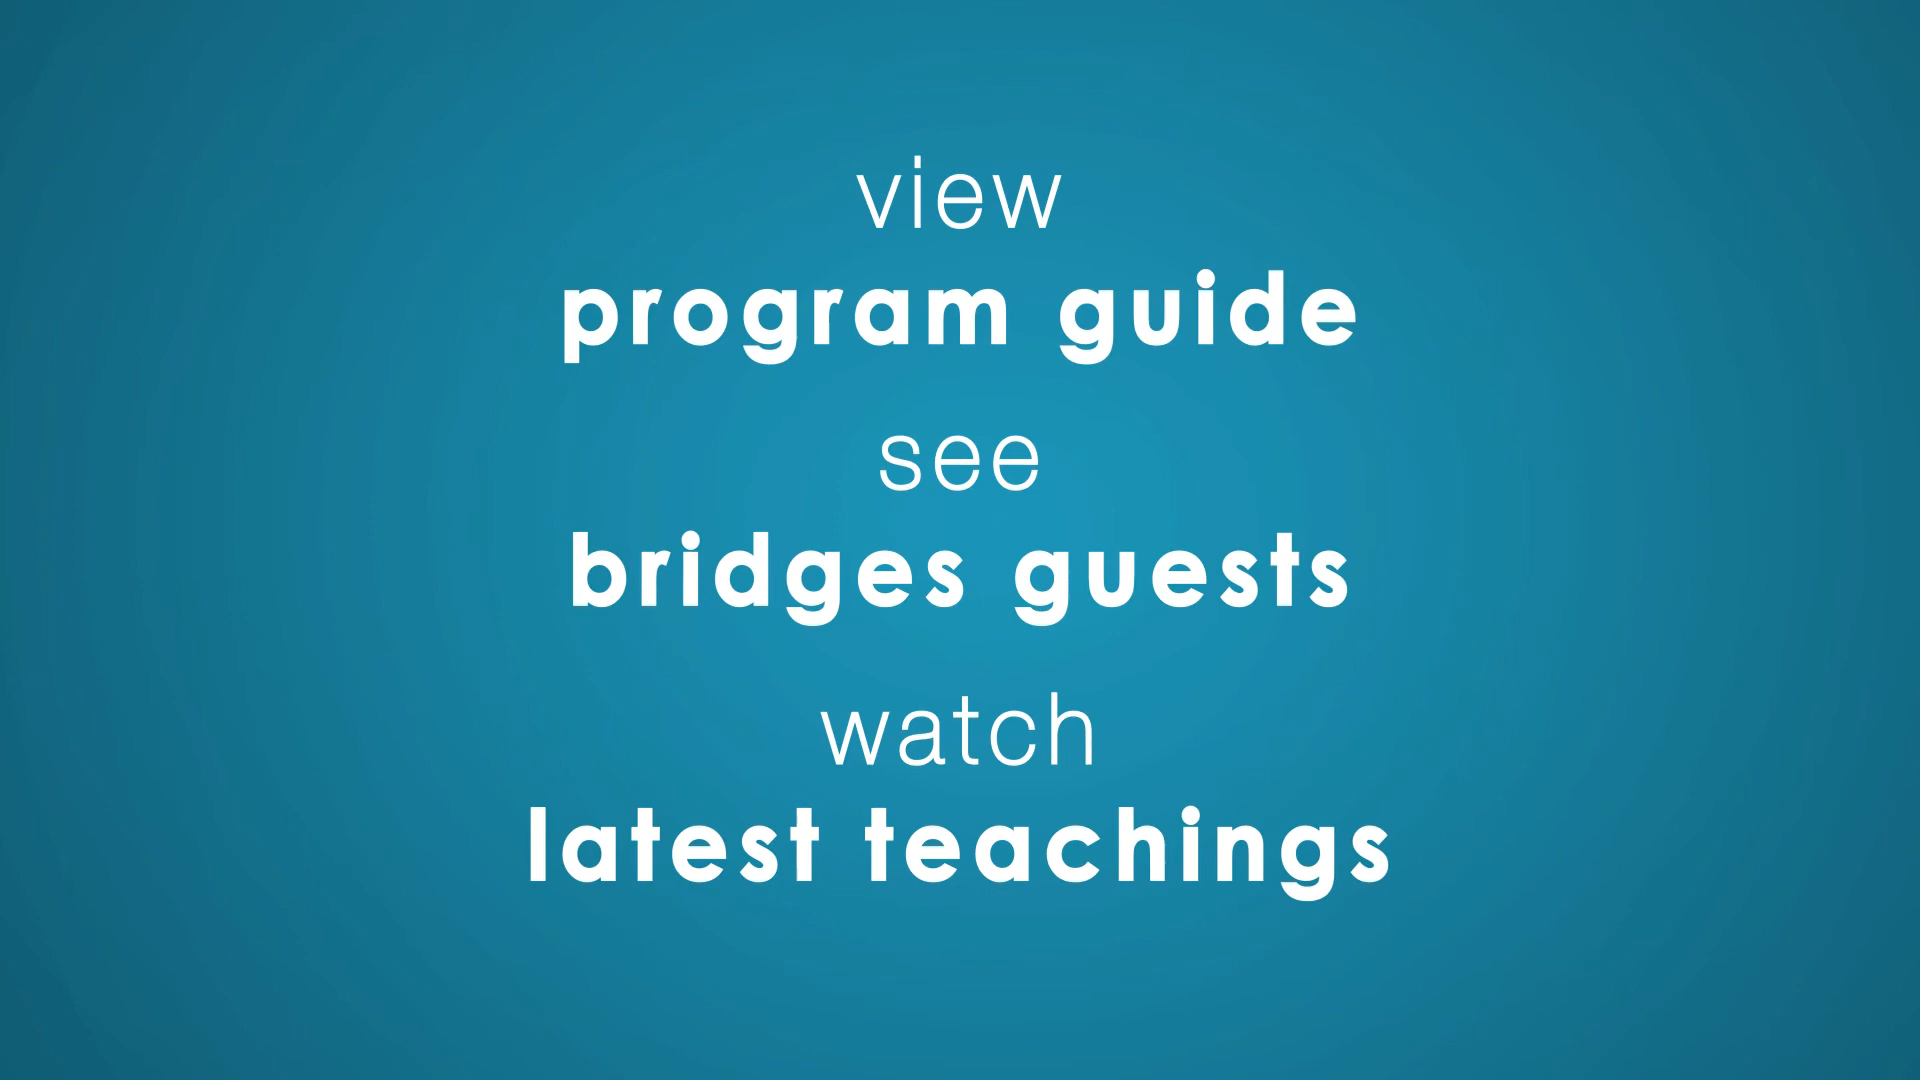 view
program guide
see
bridges guests
watch
latest teachings